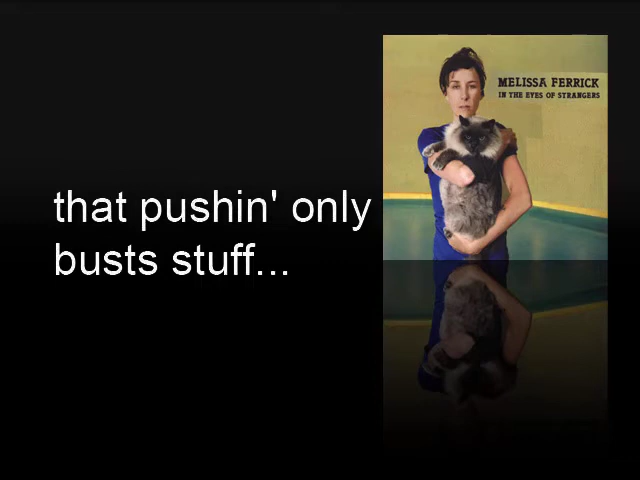 MELISSA FERRICK
IN THE EYES OF STRANGERS
that pushin' only
busts stuff...